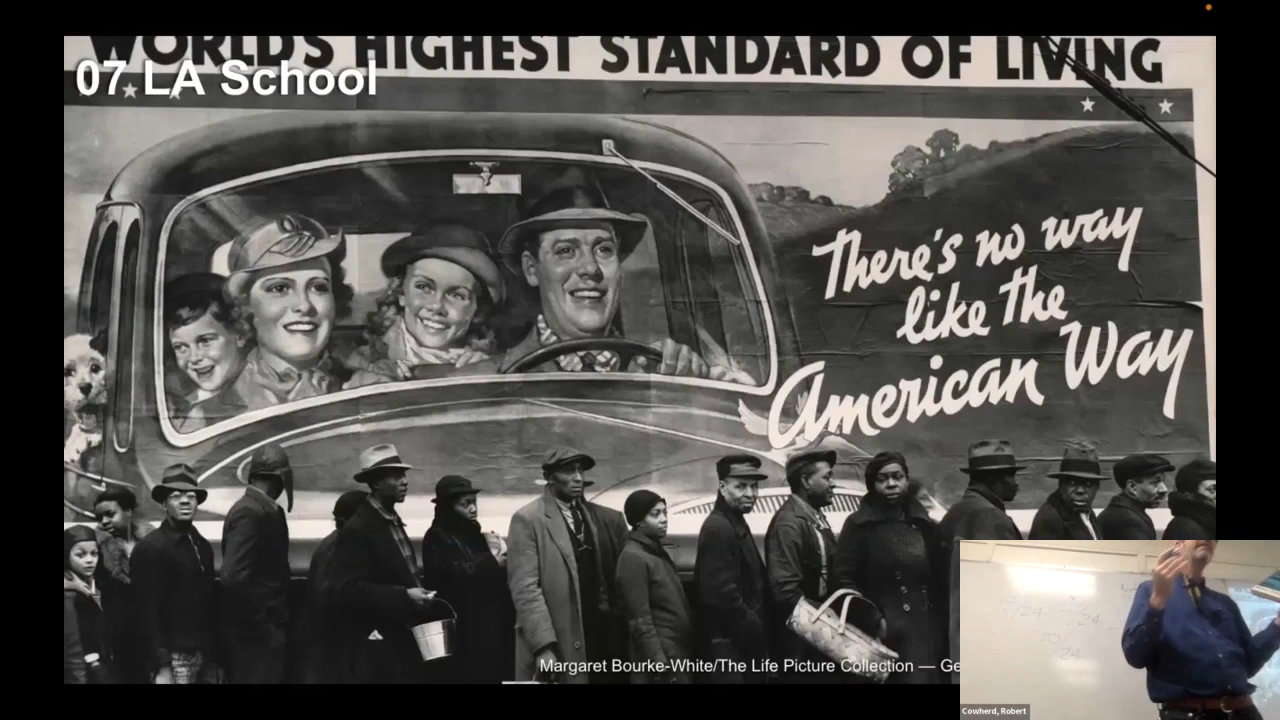 WORLD'S HIGHEST STANDARD OF LIVING
07 LA School
There's no way
like the
American Way
Margaret Bourke-White/The Life Picture Collection — Ge
Cowherd, Robert